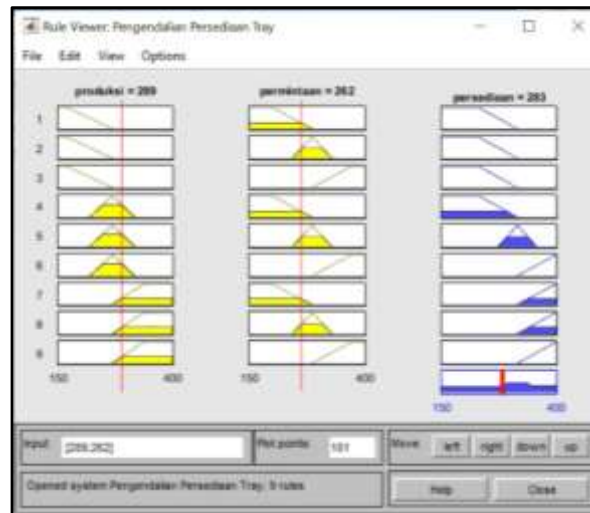 Rule Viewer: Pengendalian Persediaan Tray
File Edit View Options
produksi = 289 permintaan = 262 persediaan = 283
1
2
3
4
5
6
7
8
9
150 400 150 400
150 400
Input: [289;262] Plot points: 101 Move: left right down up
Opened system Pengendalian Persediaan Tray, 9 rules
Help Close